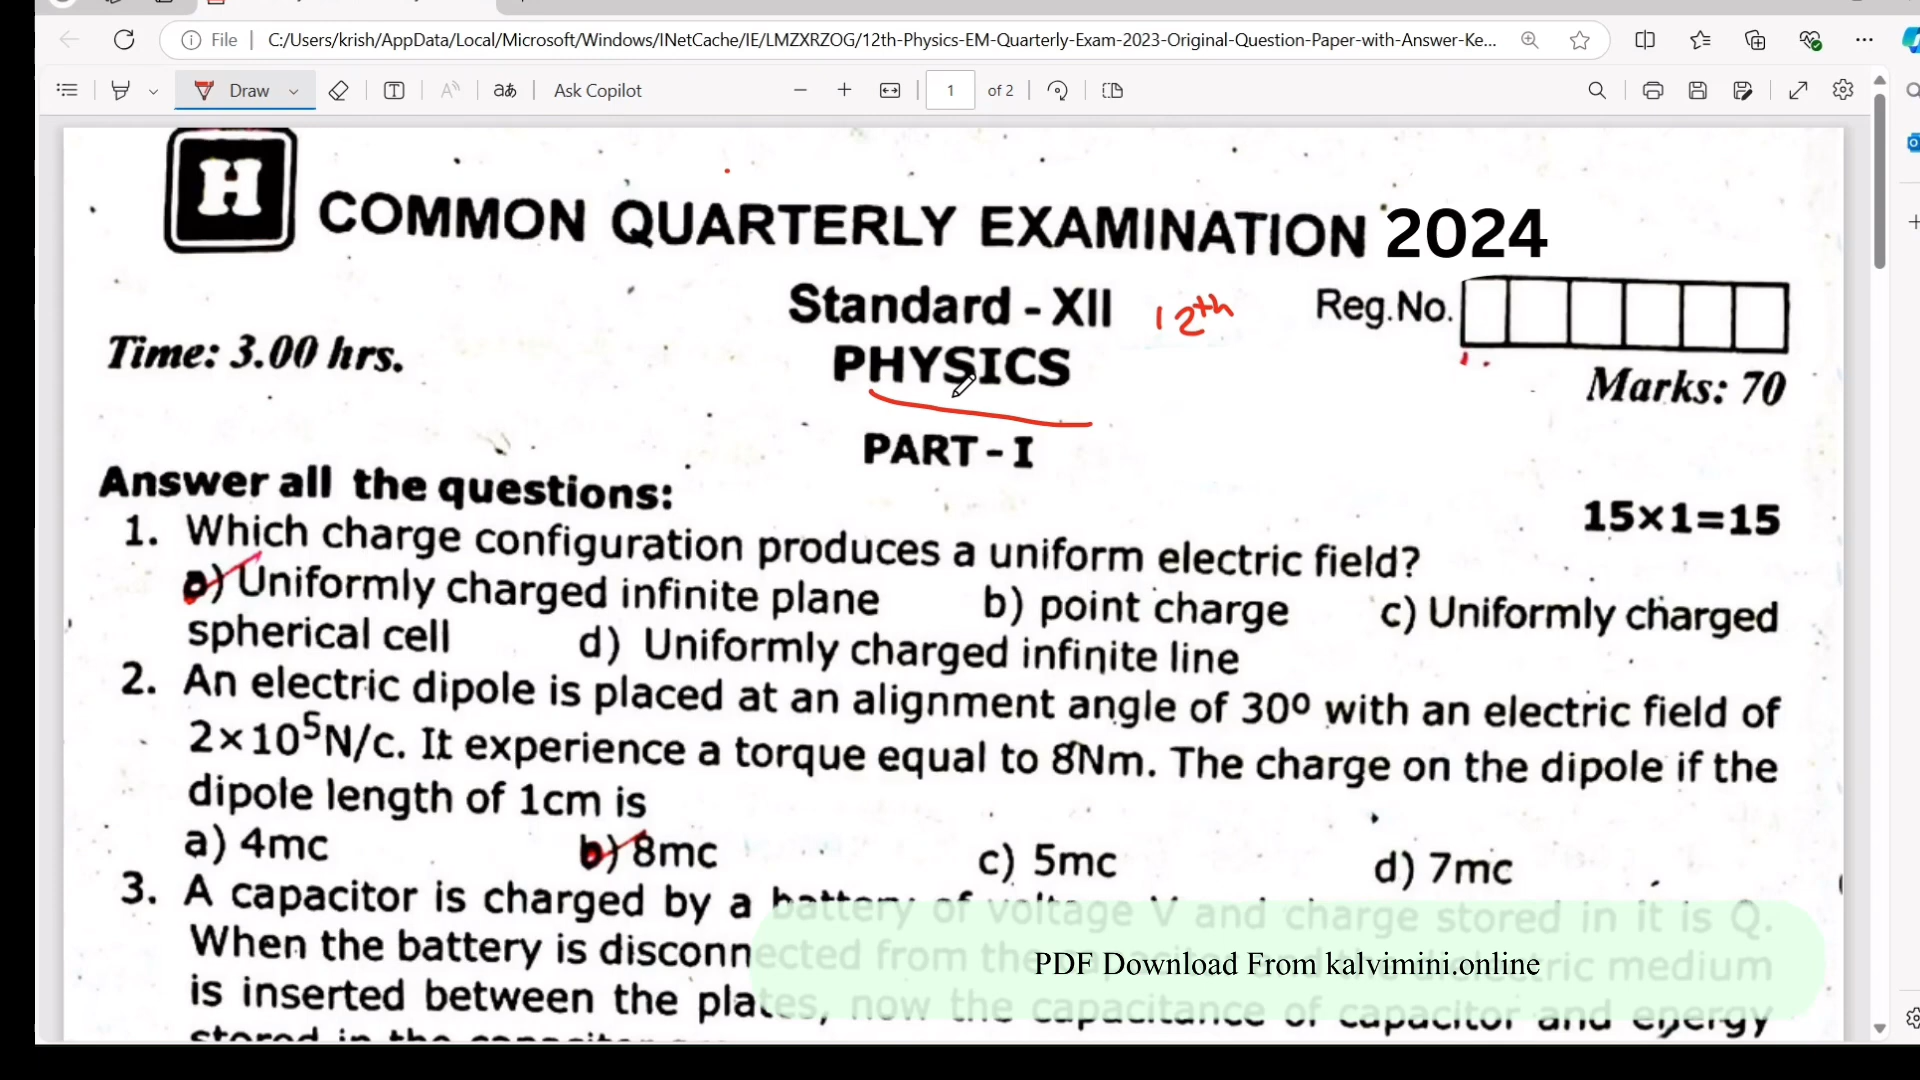 File C:/Users/krish/AppData/Local/Microsoft/Windows/INetCache/IE/LMZXRZOG/12th-Physics-EM-Quarterly-Exam-2023-Original-Question-Paper-with-Answer-Ke...
Draw Ask Copilot 1 of 2
H
COMMON QUARTERLY EXAMINATION 2024
Standard - XII 12th Reg.No.
Time: 3.00 hrs. PHYSICS Marks: 70
PART - I
Answer all the questions: 15×1=15
1. Which charge configuration produces a uniform electric field?
a) Uniformly charged infinite plane b) point charge c) Uniformly charged
spherical cell d) Uniformly charged infinite line
2. An electric dipole is placed at an alignment angle of 30º with an electric field of
2×10⁵N/c. It experience a torque equal to 8Nm. The charge on the dipole if the
dipole length of 1cm is
a) 4mc b) 8mc c) 5mc d) 7mc
3. A capacitor is charged by a battery of voltage V and charge stored in it is Q.
When the battery is disconnected from the dielectric medium
PDF Download From kalvimini.online
is inserted between the plates, now the capacitance of capacitor and energy
stored in the